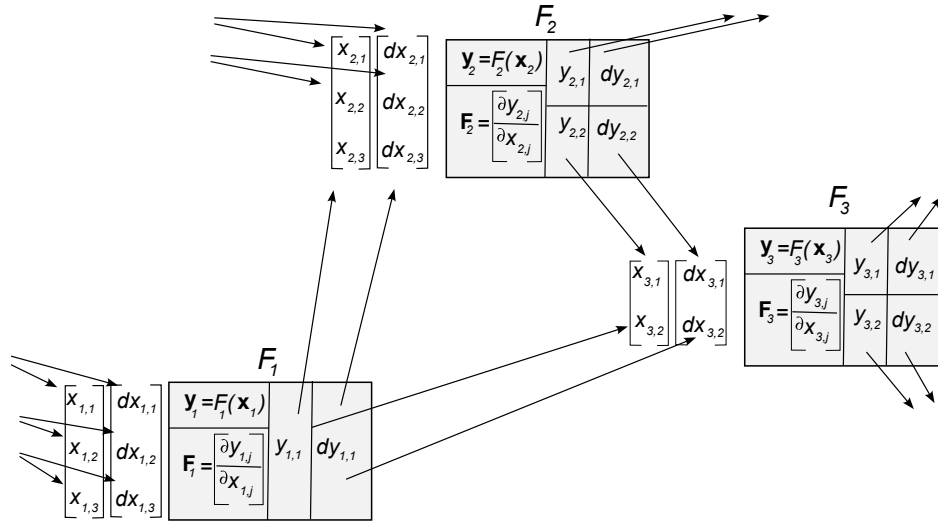 F2
x2,1 dx2,1
x2,2 dx2,2
x2,3 dx2,3
y2=F2(x2) y2,1 dy2,1
F2=[∂y2,j/∂x2,j] y2,2 dy2,2
F3
x3,1 dx3,1
x3,2 dx3,2
y3=F3(x3) y3,1 dy3,1
F3=[∂y3,j/∂x3,j] y3,2 dy3,2
F1
x1,1 dx1,1
x1,2 dx1,2
x1,3 dx1,3
y1=F1(x1)
F1=[∂y1,j/∂x1,j] y1,1 dy1,1